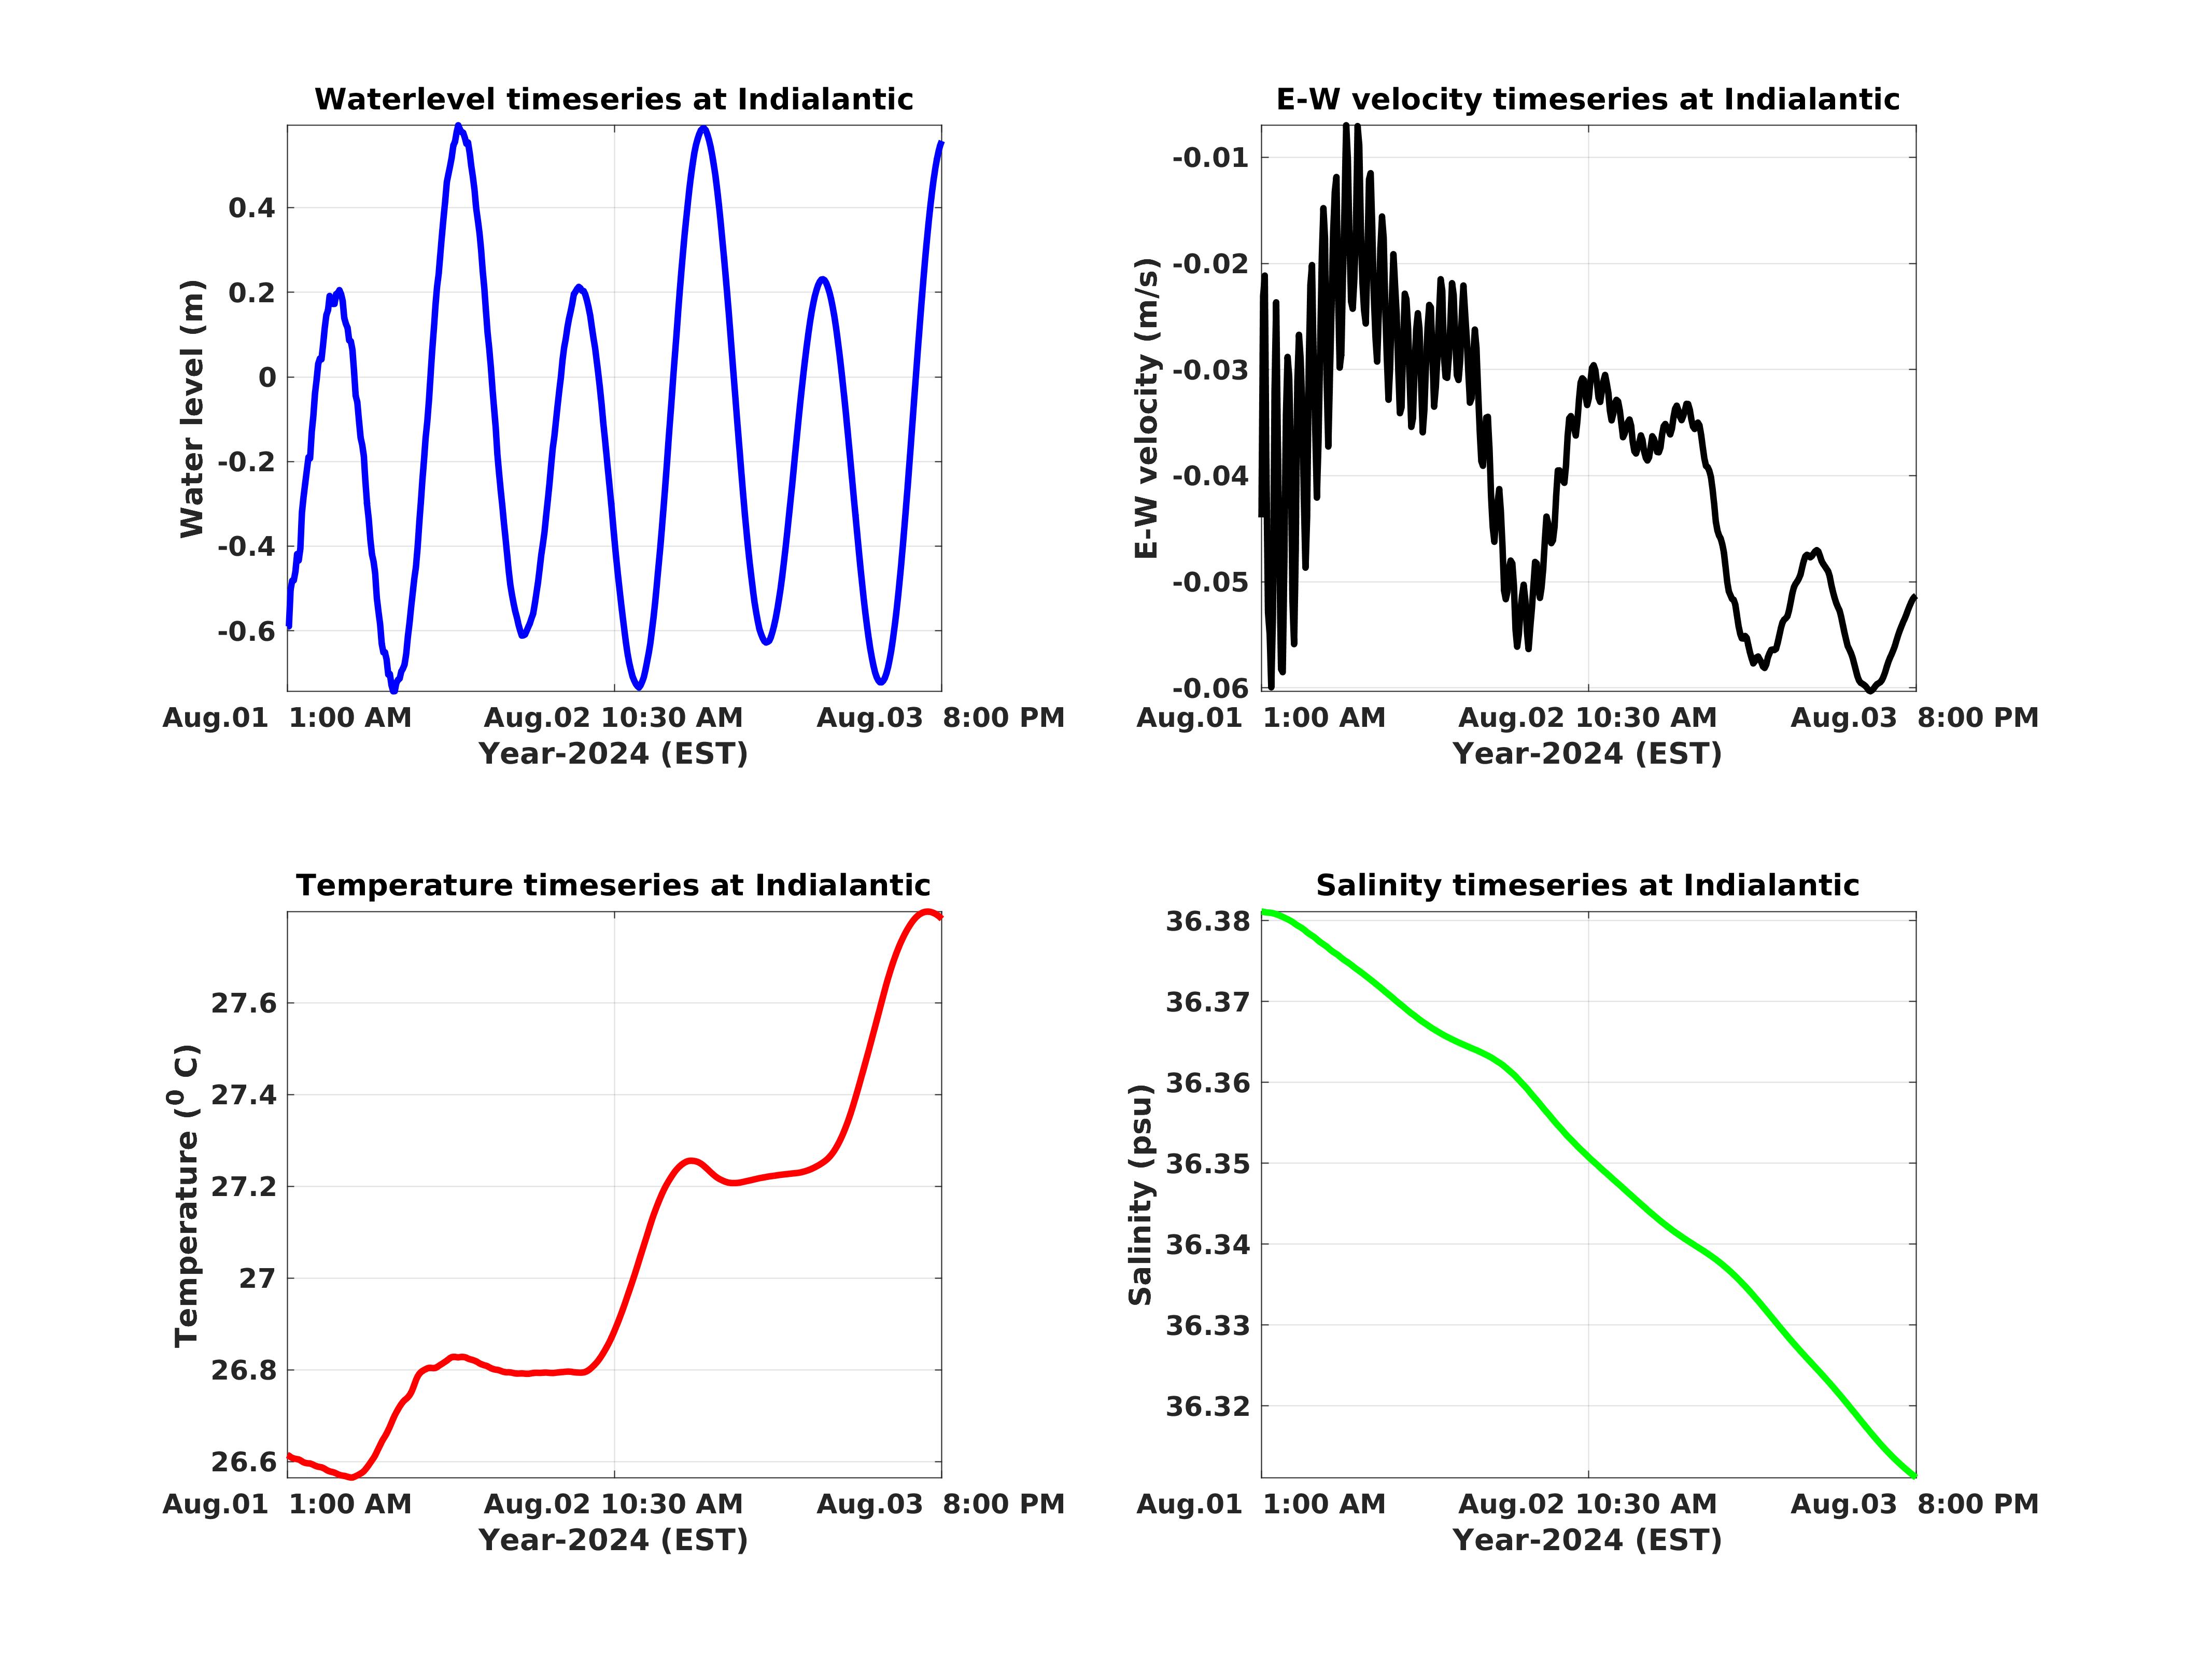 Waterlevel timeseries at Indialantic
Water level (m)
0.4
0.2
0
-0.2
-0.4
-0.6
Aug.01 1:00 AM
Aug.02 10:30 AM
Aug.03 8:00 PM
Year-2024 (EST)
E-W velocity timeseries at Indialantic
E-W velocity (m/s)
-0.01
-0.02
-0.03
-0.04
-0.05
-0.06
Aug.01 1:00 AM
Aug.02 10:30 AM
Aug.03 8:00 PM
Year-2024 (EST)
Temperature timeseries at Indialantic
Temperature (⁰ C)
27.6
27.4
27.2
27
26.8
26.6
Aug.01 1:00 AM
Aug.02 10:30 AM
Aug.03 8:00 PM
Year-2024 (EST)
Salinity timeseries at Indialantic
Salinity (psu)
36.38
36.37
36.36
36.35
36.34
36.33
36.32
Aug.01 1:00 AM
Aug.02 10:30 AM
Aug.03 8:00 PM
Year-2024 (EST)